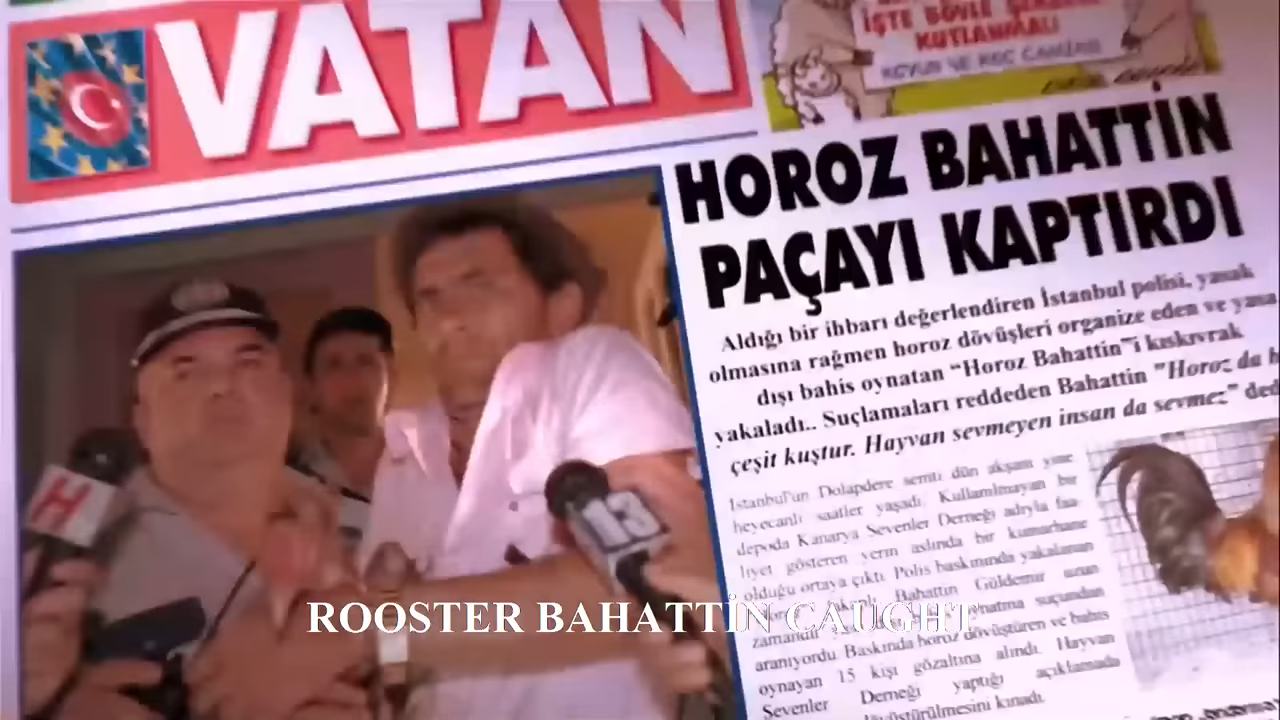 VATAN
İŞTE BÖYLE
KUTLANMALI
HOROZ BAHATTİN
PAÇAYI KAPTIRDI
Aldığı bir ihbarı değerlendiren İstanbul polisi, yasak
olmasına rağmen horoz dövüşleri organize eden ve yasa
dışı bahis oynatan “Horoz Bahattin”i kıskıvrak
yakaladı.. Suçlamaları reddeden Bahattin "Horoz da b
çeşit kuştur. Hayvan sevmeyen insan da sevmez" ded
İstanbul'un Dolapdere semti dün akşam yine
heyecanlı saatler yaşadı. Kullanılmayan bir
depoda Kanarya Sevenler Derneği adıyla faa-
liyet gösteren yerin aslında bir kumarhane
olduğu ortaya çıktı. Polis baskınında yakalanan
Bahattin Güldemir uzun
zamandır suçundan
aranıyordu. Baskında horoz dövüştüren ve bahis
oynayan 15 kişi gözaltına alındı. Hayvan
Sevenler Derneği yaptığı açıklamada
dövüştürülmesini kınadı.
H
13
ROOSTER BAHATTİN CAUGHT